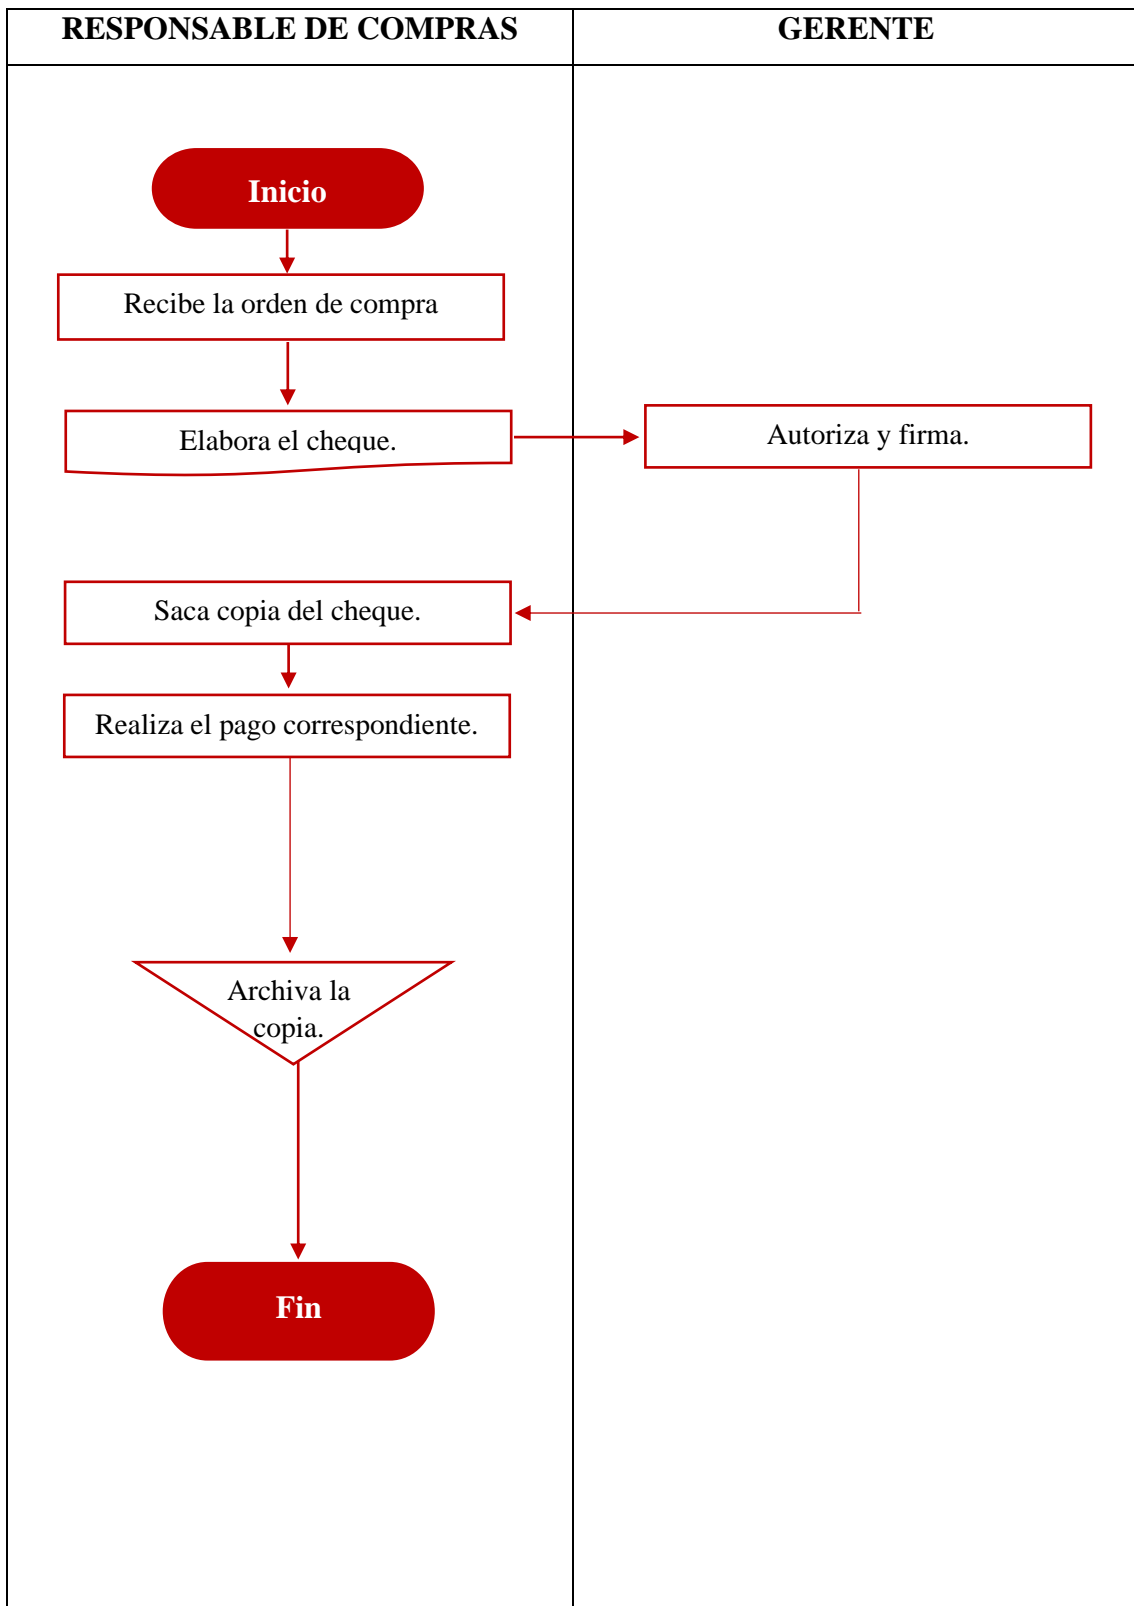 RESPONSABLE DE COMPRAS
GERENTE
Inicio
Recibe la orden de compra
Elabora el cheque.
Autoriza y firma.
Saca copia del cheque.
Realiza el pago correspondiente.
Archiva la
copia.
Fin